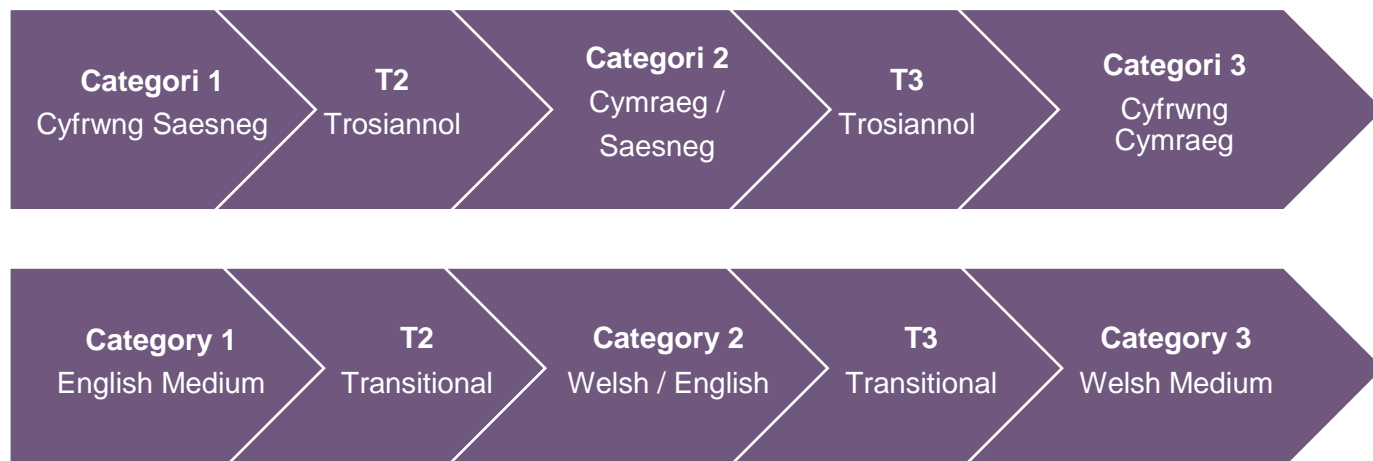 Categori 1
Cyfrwng Saesneg
T2
Trosiannol
Categori 2
Cymraeg /
Saesneg
T3
Trosiannol
Categori 3
Cyfrwng
Cymraeg
Category 1
English Medium
T2
Transitional
Category 2
Welsh / English
T3
Transitional
Category 3
Welsh Medium